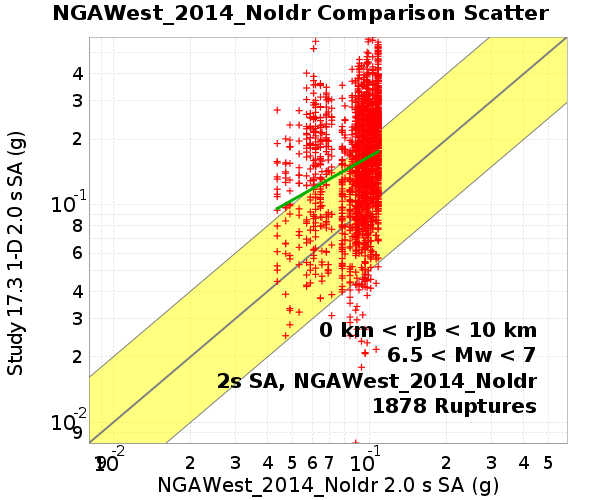 NGAWest_2014_NoIdr Comparison Scatter
Study 17.3 1-D 2.0 s SA (g)
4
3
2
10^-1
8
6
4
3
2
10^-2
9
0 km < rJB < 10 km
6.5 < Mw < 7
2s SA, NGAWest_2014_NoIdr
1878 Ruptures
9 10^-2 2 3 4 5 6 7 10^-1 2 3 4 5
NGAWest_2014_NoIdr 2.0 s SA (g)